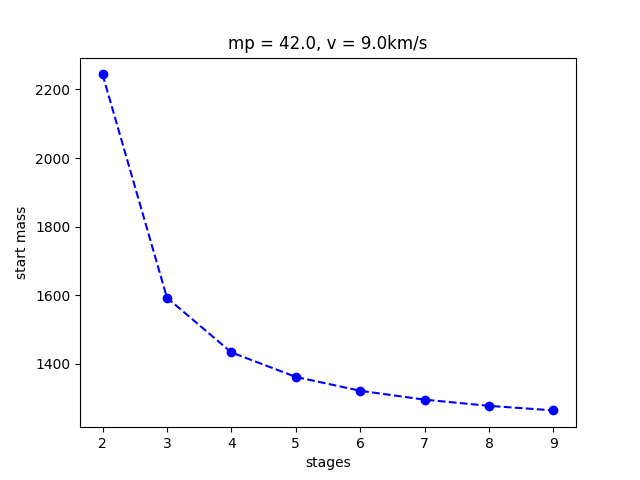 mp = 42.0, v = 9.0km/s
2200
2000
1800
1600
1400
start mass
2 3 4 5 6 7 8 9
stages